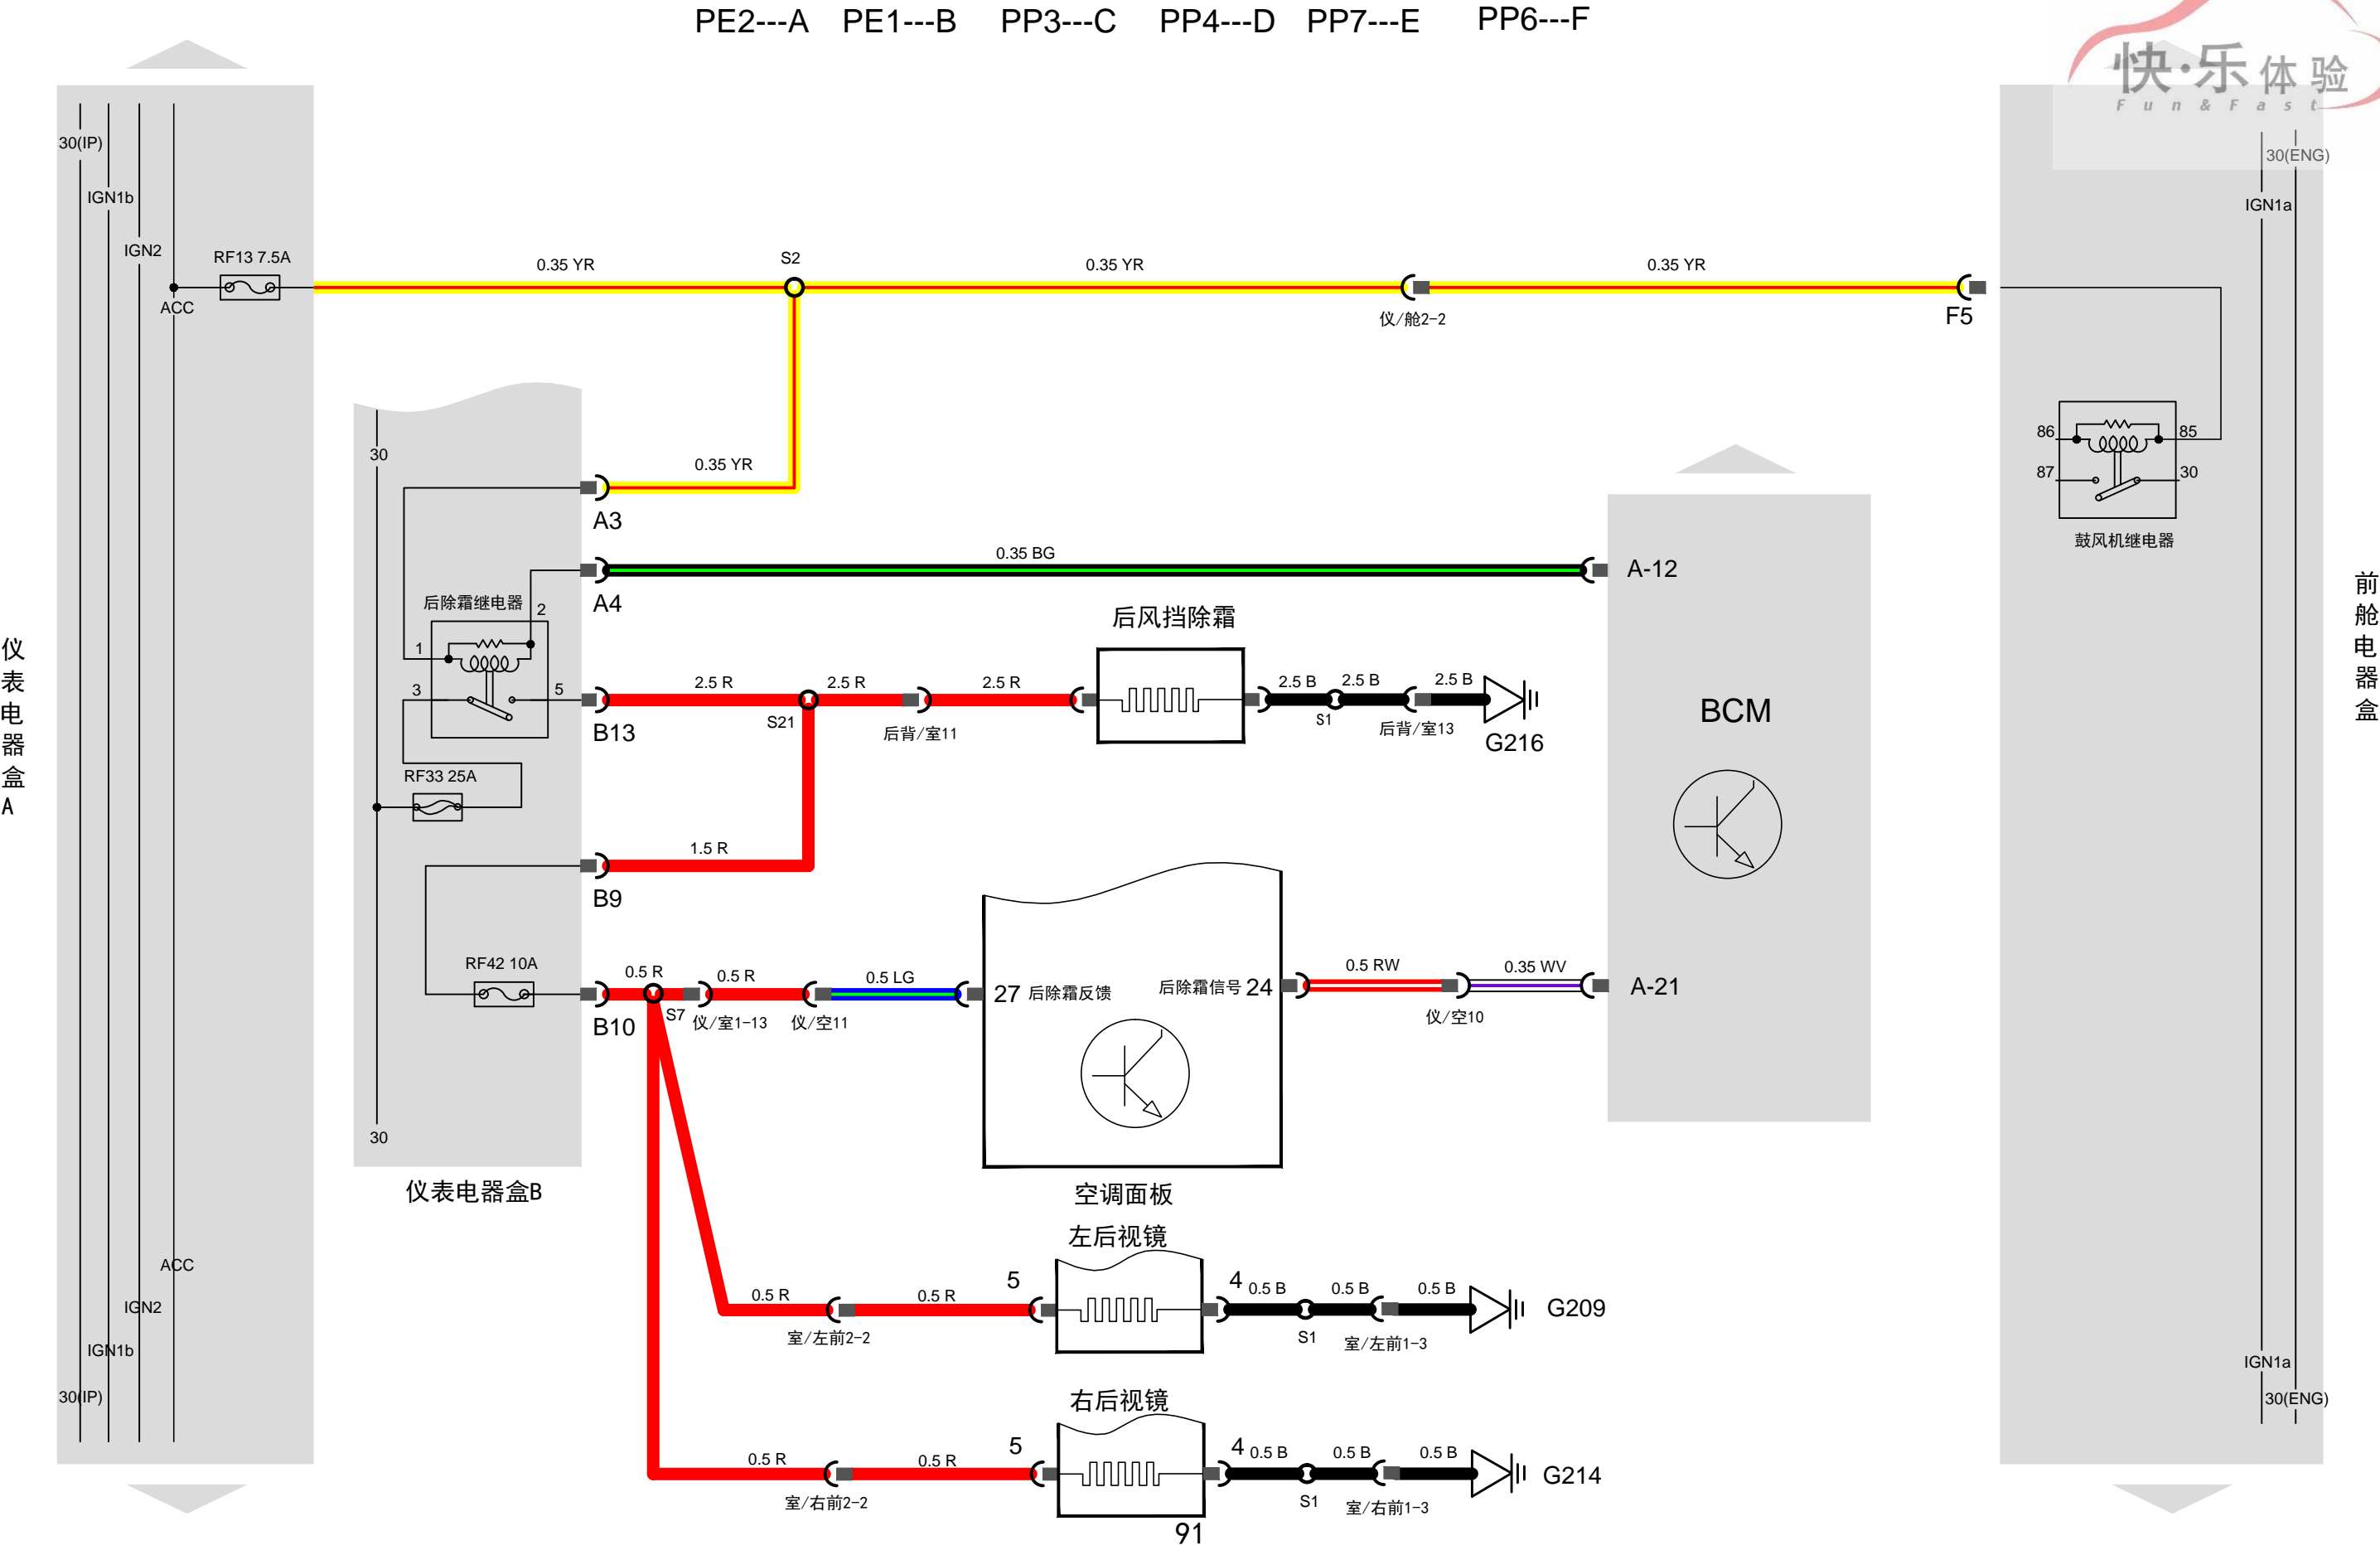 PE2---A PE1---B PP3---C PP4---D PP7---E PP6---F
快·乐体验
Fun&Fast
30(IP)
IGN1b
IGN2
ACC
RF13 7.5A
0.35 YR
S2
0.35 YR
仪/舱2-2
0.35 YR
F5
30(ENG)
IGN1a
30
0.35 YR
A3
0.35 BG
A4
A-12
86
85
87
30
鼓风机继电器
仪表电器盒A
前舱电器盒
后除霜继电器
2
1
3
5
2.5 R
2.5 R
2.5 R
B13
S21
后背/室11
后风挡除霜
2.5 B
2.5 B
2.5 B
S1
后背/室13
G216
BCM
RF33 25A
1.5 R
B9
RF42 10A
0.5 R
0.5 R
0.5 LG
B10
S7
仪/室1-13
仪/空11
27 后除霜反馈
后除霜信号 24
0.5 RW
0.35 WV
仪/空10
A-21
30
仪表电器盒B
空调面板
左后视镜
0.5 R
0.5 R
5
4
0.5 B
0.5 B
0.5 B
室/左前2-2
S1
室/左前1-3
G209
右后视镜
0.5 R
0.5 R
5
4
0.5 B
0.5 B
0.5 B
室/右前2-2
S1
室/右前1-3
G214
ACC
IGN2
IGN1b
30(IP)
IGN1a
30(ENG)
91